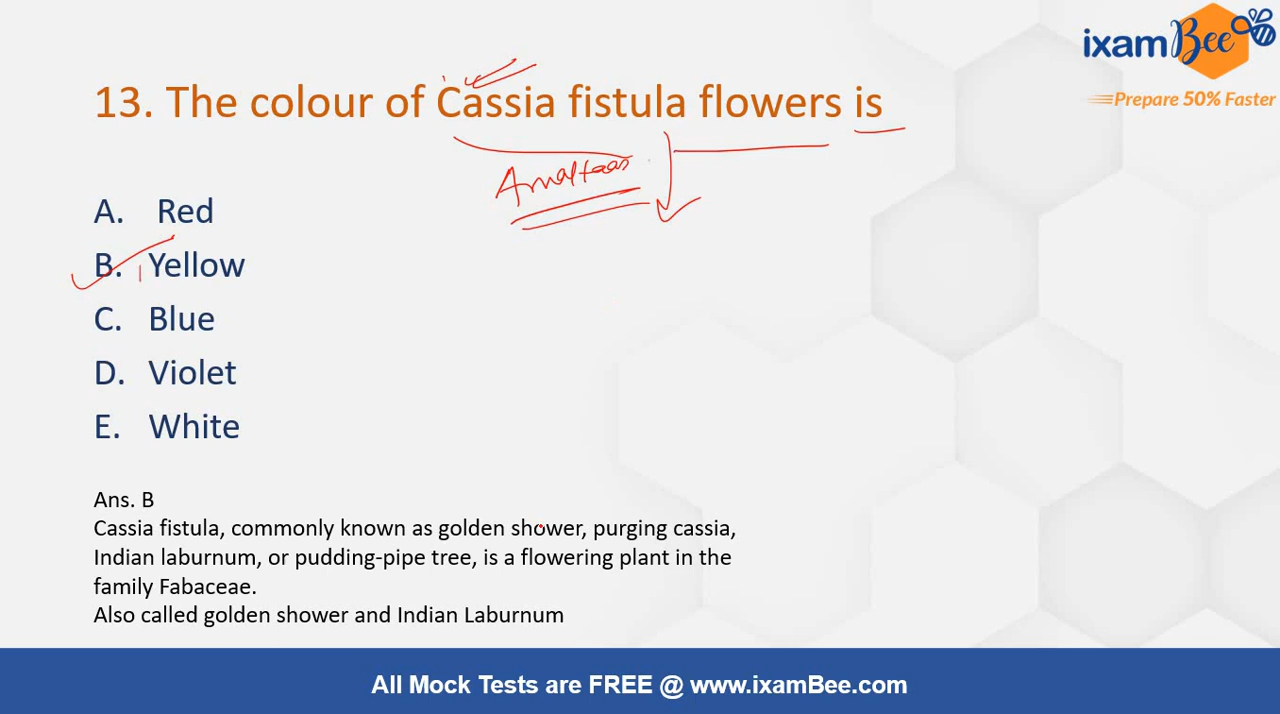 ixamBee
Prepare 50% Faster
13. The colour of Cassia fistula flowers is
Amaltaas
A. Red
B. Yellow
C. Blue
D. Violet
E. White
Ans. B
Cassia fistula, commonly known as golden shower, purging cassia,
Indian laburnum, or pudding-pipe tree, is a flowering plant in the
family Fabaceae.
Also called golden shower and Indian Laburnum
All Mock Tests are FREE @ www.ixamBee.com